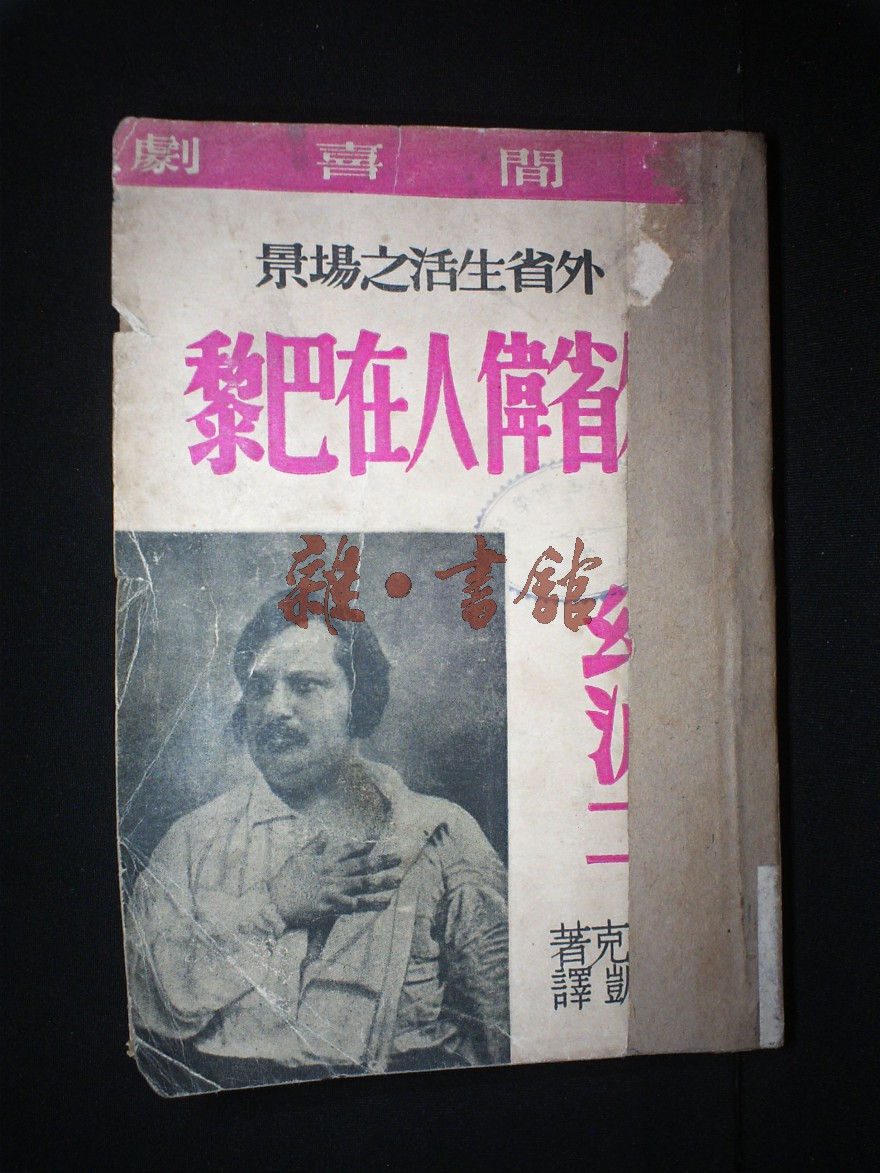 間喜劇
外省生活之場景
省偉人在巴黎
雜·書館
二
克著
譯